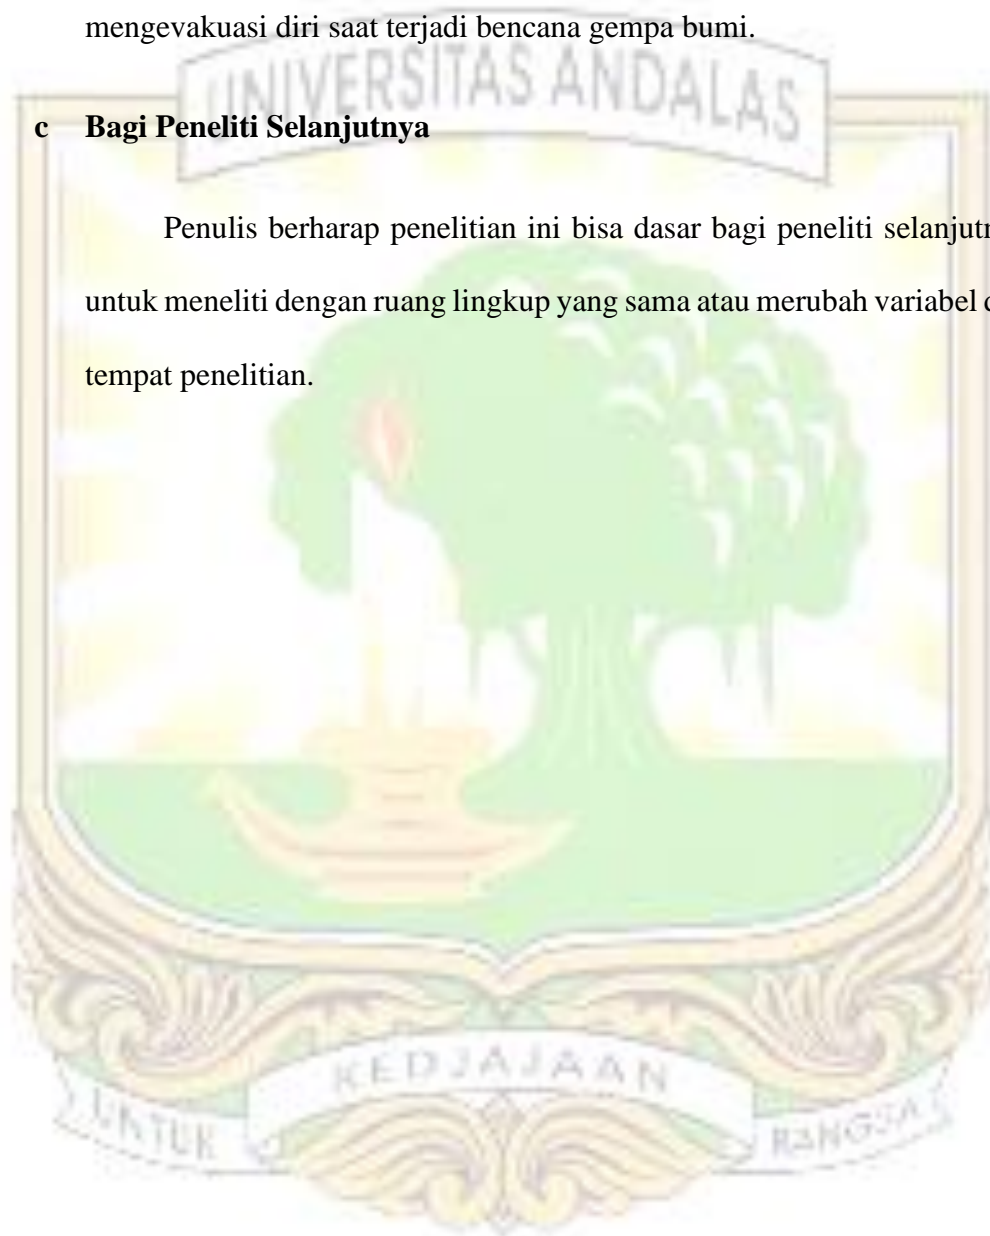 mengevakuasi diri saat terjadi bencana gempa bumi.
UNIVERSITAS ANDALAS
c Bagi Peneliti Selanjutnya
Penulis berharap penelitian ini bisa dasar bagi peneliti
untuk meneliti dengan ruang lingkup yang sama atau merubah variabel
tempat penelitian.
KEDJAJAAN
UNTUK
BANGSA